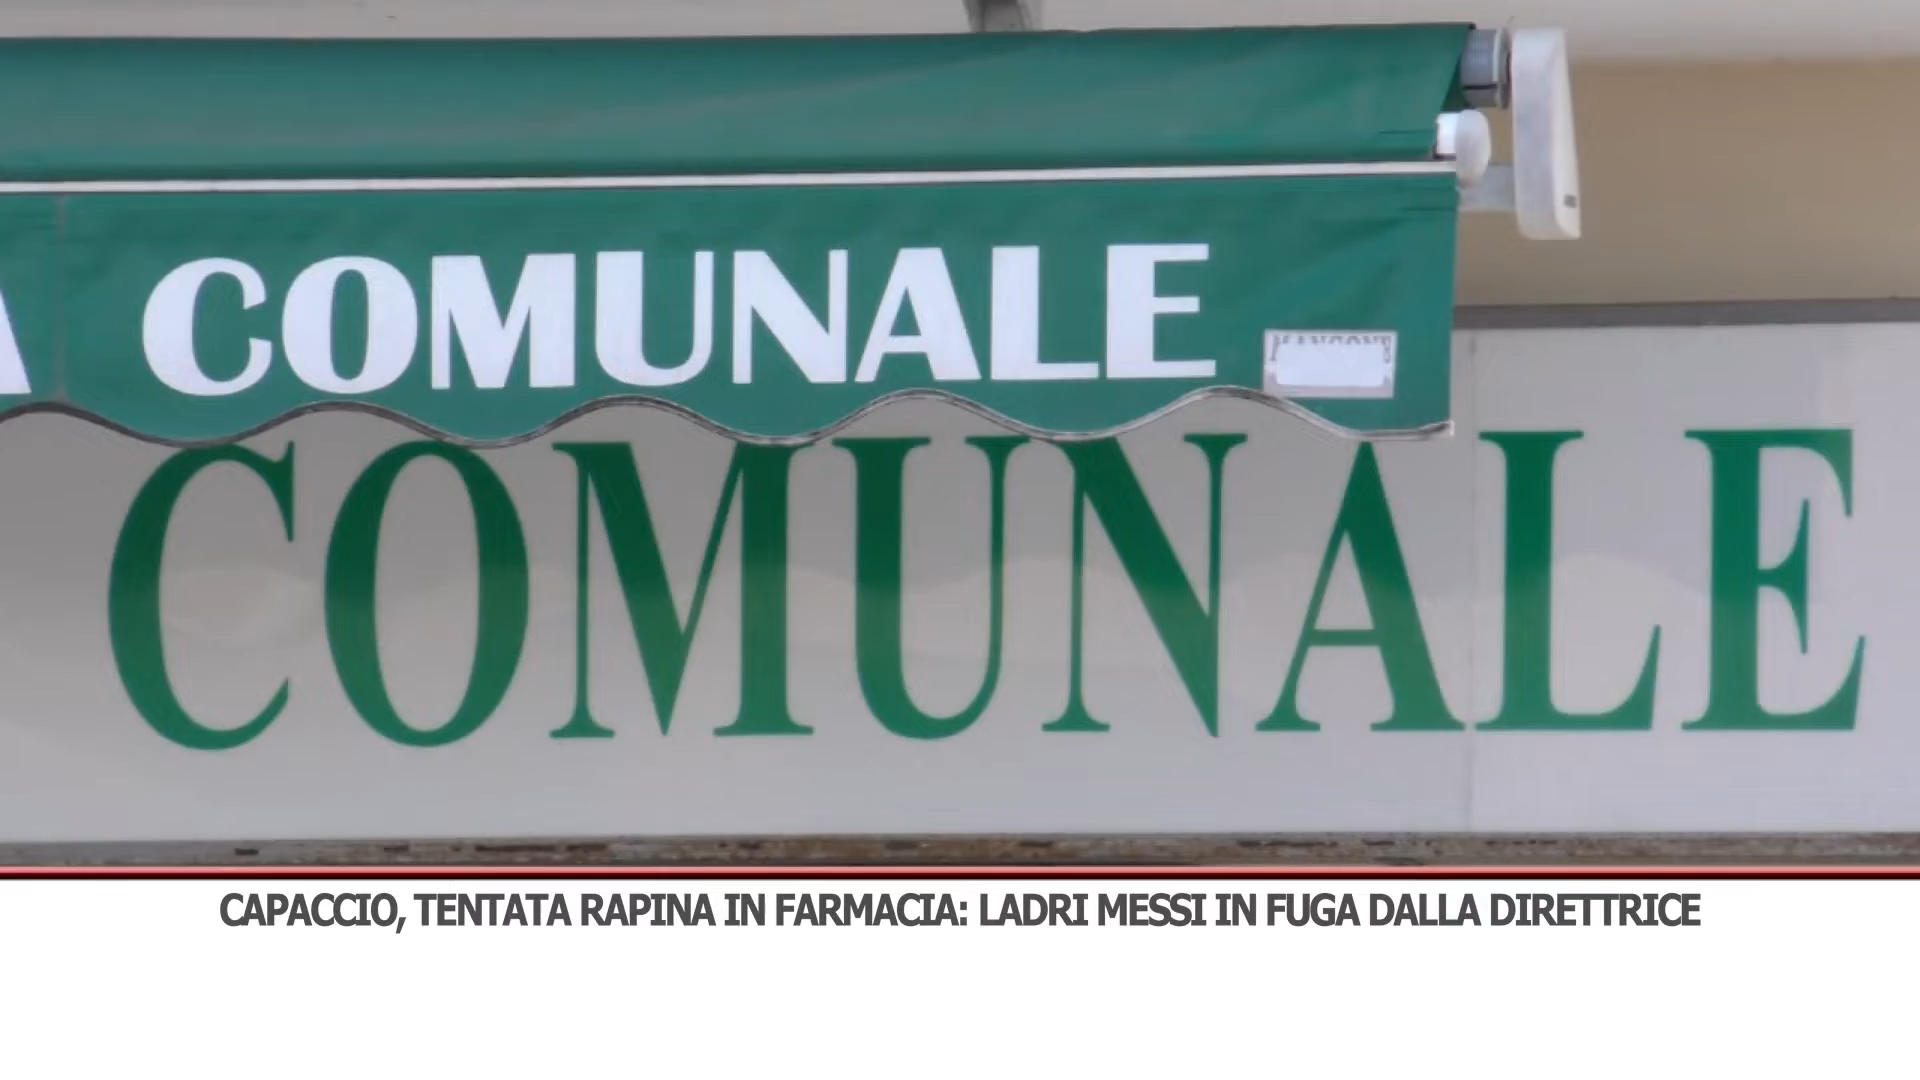 COMUNALE
COMUNALE
CAPACCIO, TENTATA RAPINA IN FARMACIA: LADRI MESSI IN FUGA DALLA DIRETTRICE